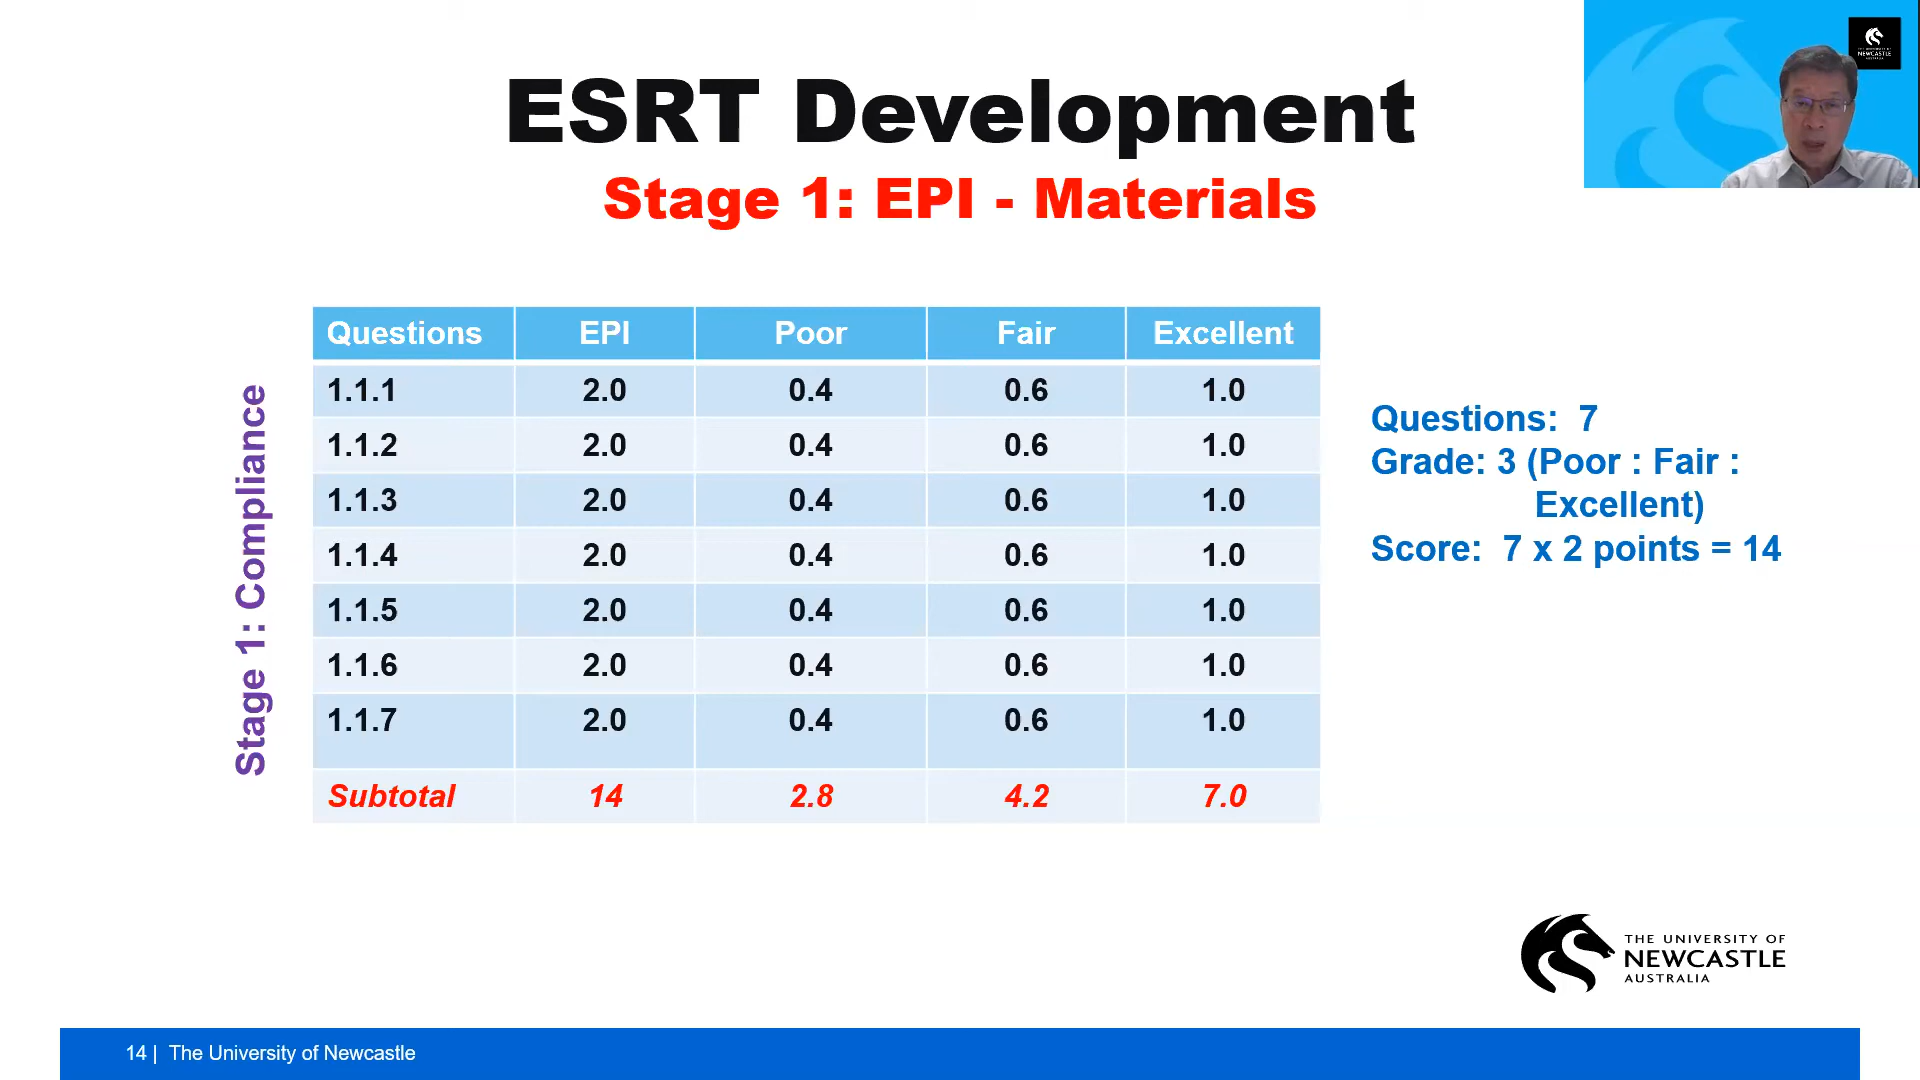 ESRT Development
Stage 1: EPI - Materials
THE UNIVERSITY OF
NEWCASTLE
AUSTRALIA
Stage 1: Compliance
Questions EPI Poor Fair Excellent
1.1.1 2.0 0.4 0.6 1.0
1.1.2 2.0 0.4 0.6 1.0
1.1.3 2.0 0.4 0.6 1.0
1.1.4 2.0 0.4 0.6 1.0
1.1.5 2.0 0.4 0.6 1.0
1.1.6 2.0 0.4 0.6 1.0
1.1.7 2.0 0.4 0.6 1.0
Subtotal 14 2.8 4.2 7.0
Questions: 7
Grade: 3 (Poor : Fair :
Excellent)
Score: 7 x 2 points = 14
THE UNIVERSITY OF
NEWCASTLE
AUSTRALIA
14 | The University of Newcastle